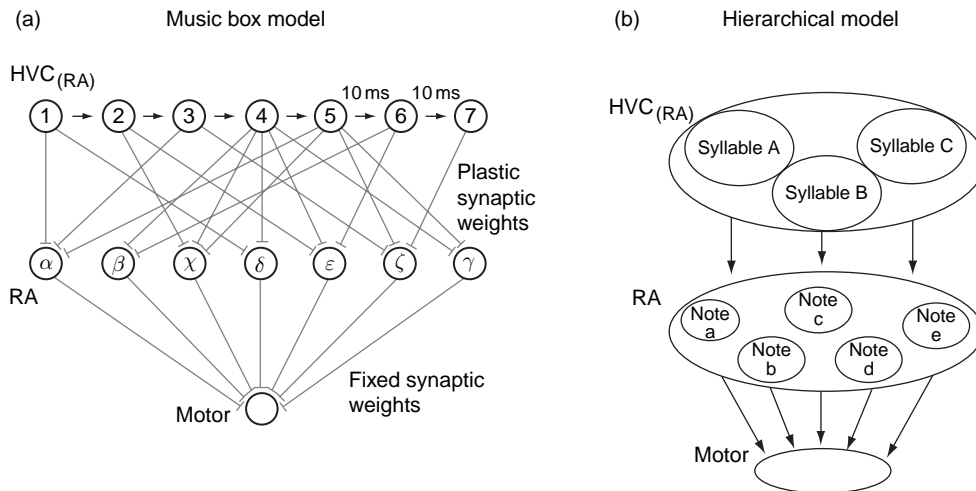 (a) Music box model
HVC(RA)
10 ms 10 ms
1 2 3 4 5 6 7
Plastic
synaptic
weights
α β χ δ ε ζ γ
RA
Fixed synaptic
weights
Motor
(b) Hierarchical model
HVC(RA)
Syllable A Syllable C
Syllable B
RA
Note
a
Note
b
Note
c
Note
d
Note
e
Motor